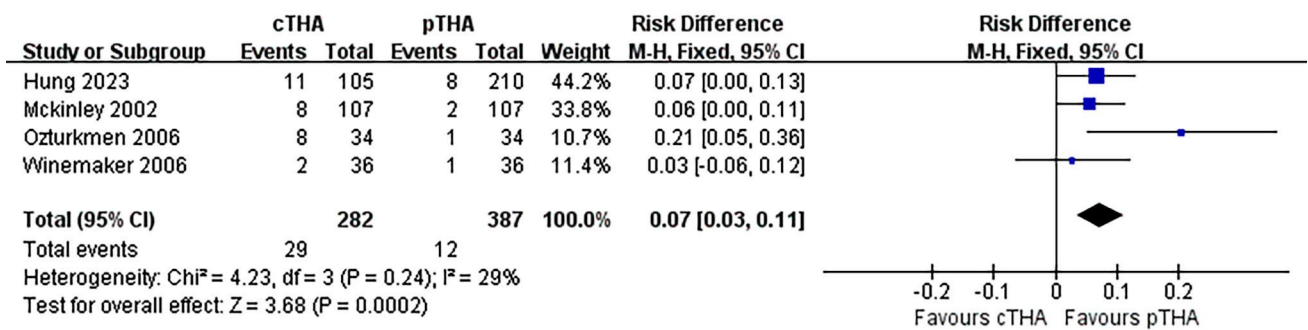 cTHA pTHA Risk Difference Risk Difference
Study or Subgroup Events Total Events Total Weight M-H, Fixed, 95% CI M-H, Fixed, 95% CI
Hung 2023 11 105 8 210 44.2% 0.07 [0.00, 0.13]
Mckinley 2002 8 107 2 107 33.8% 0.06 [0.00, 0.11]
Ozturkmen 2006 8 34 1 34 10.7% 0.21 [0.05, 0.36]
Winemaker 2006 2 36 1 36 11.4% 0.03 [-0.06, 0.12]
Total (95% CI) 282 387 100.0% 0.07 [0.03, 0.11]
Total events 29 12
Heterogeneity: Chi² = 4.23, df = 3 (P = 0.24); I² = 29%
Test for overall effect: Z = 3.68 (P = 0.0002)
-0.2 -0.1 0 0.1 0.2
Favours cTHA Favours pTHA